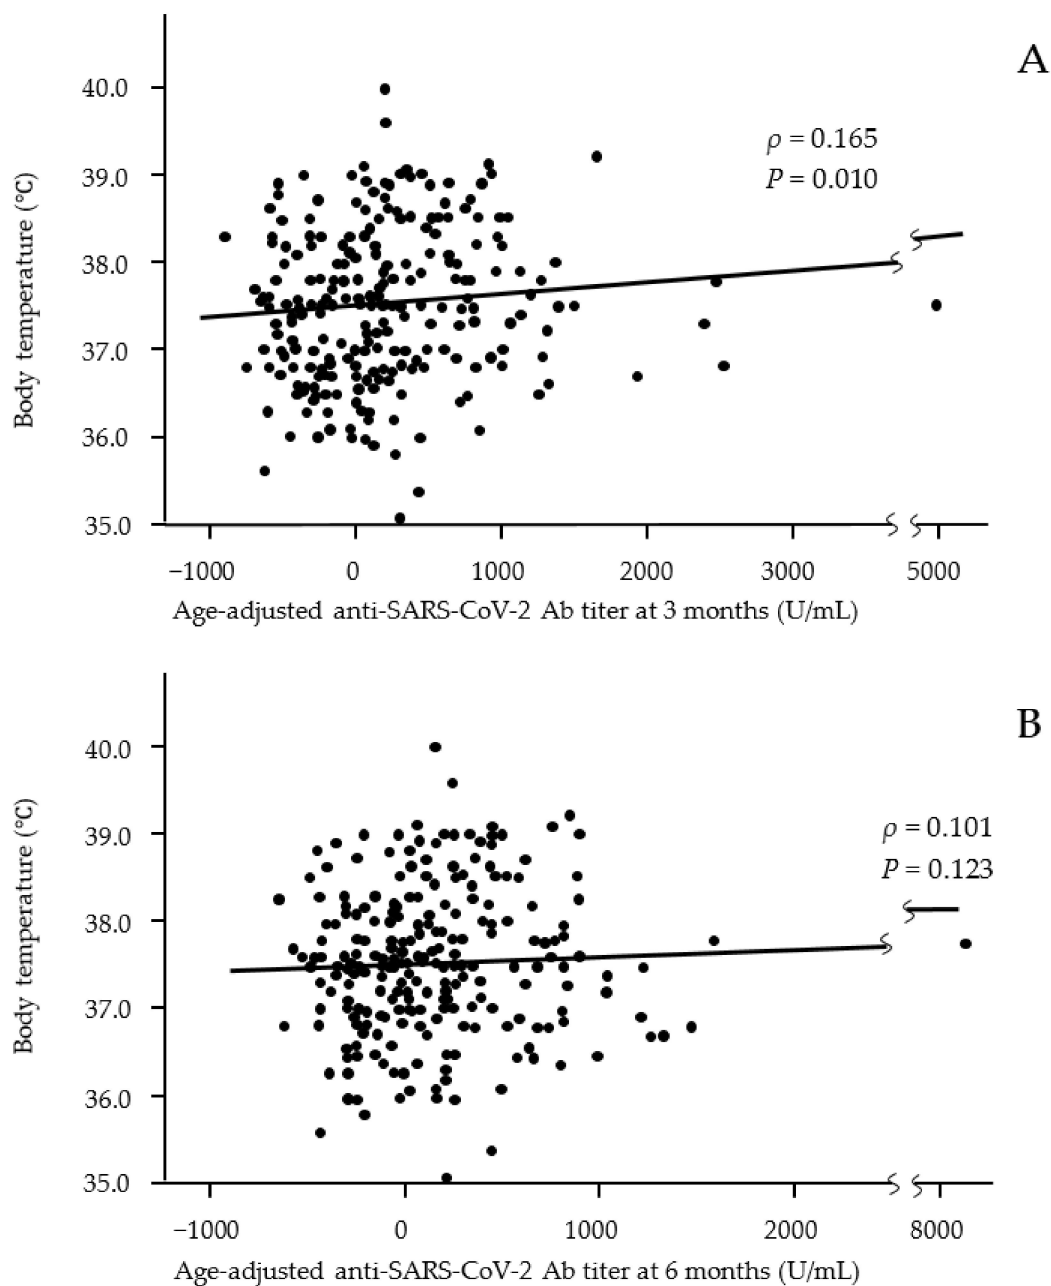 A
40.0
ρ = 0.165
39.0
P = 0.010
Body temperature (°C)
38.0
37.0
36.0
35.0
−1000 0 1000 2000 3000 5000
Age-adjusted anti-SARS-CoV-2 Ab titer at 3 months (U/mL)
B
40.0
39.0
ρ = 0.101
P = 0.123
Body temperature (°C)
38.0
37.0
36.0
35.0
−1000 0 1000 2000 8000
Age-adjusted anti-SARS-CoV-2 Ab titer at 6 months (U/mL)